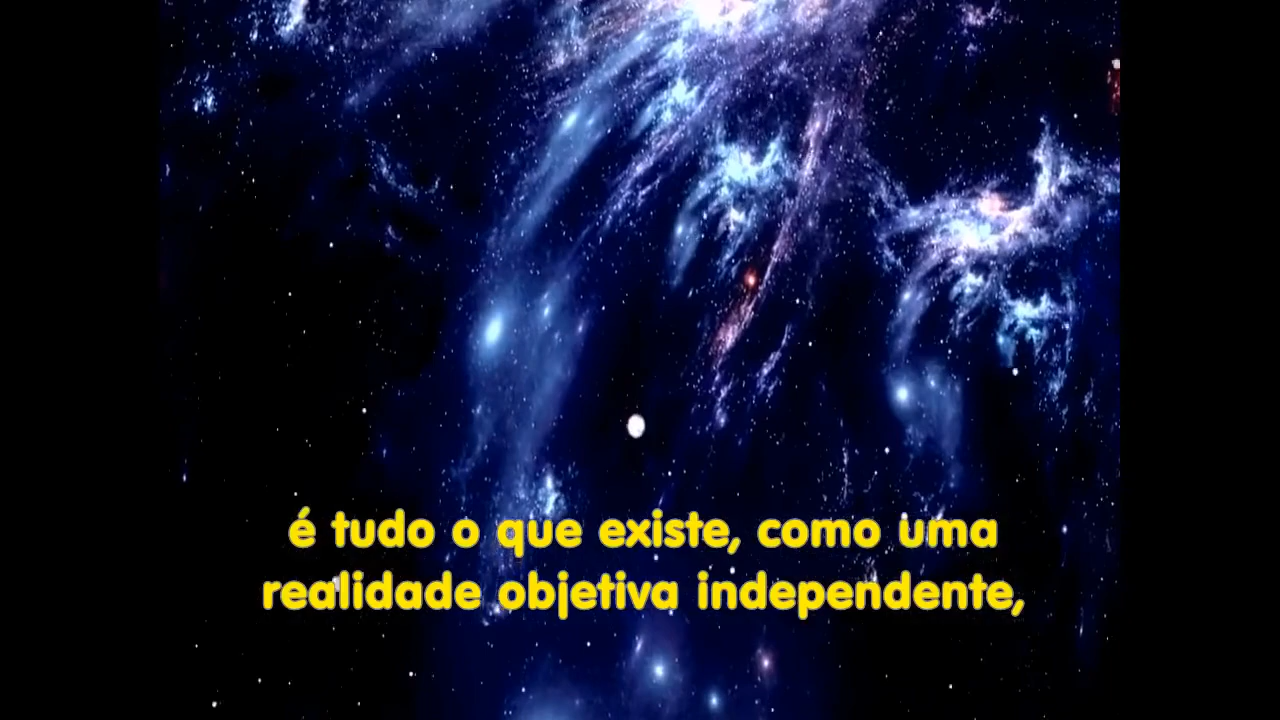 é tudo o que existe, como uma
realidade objetiva independente,